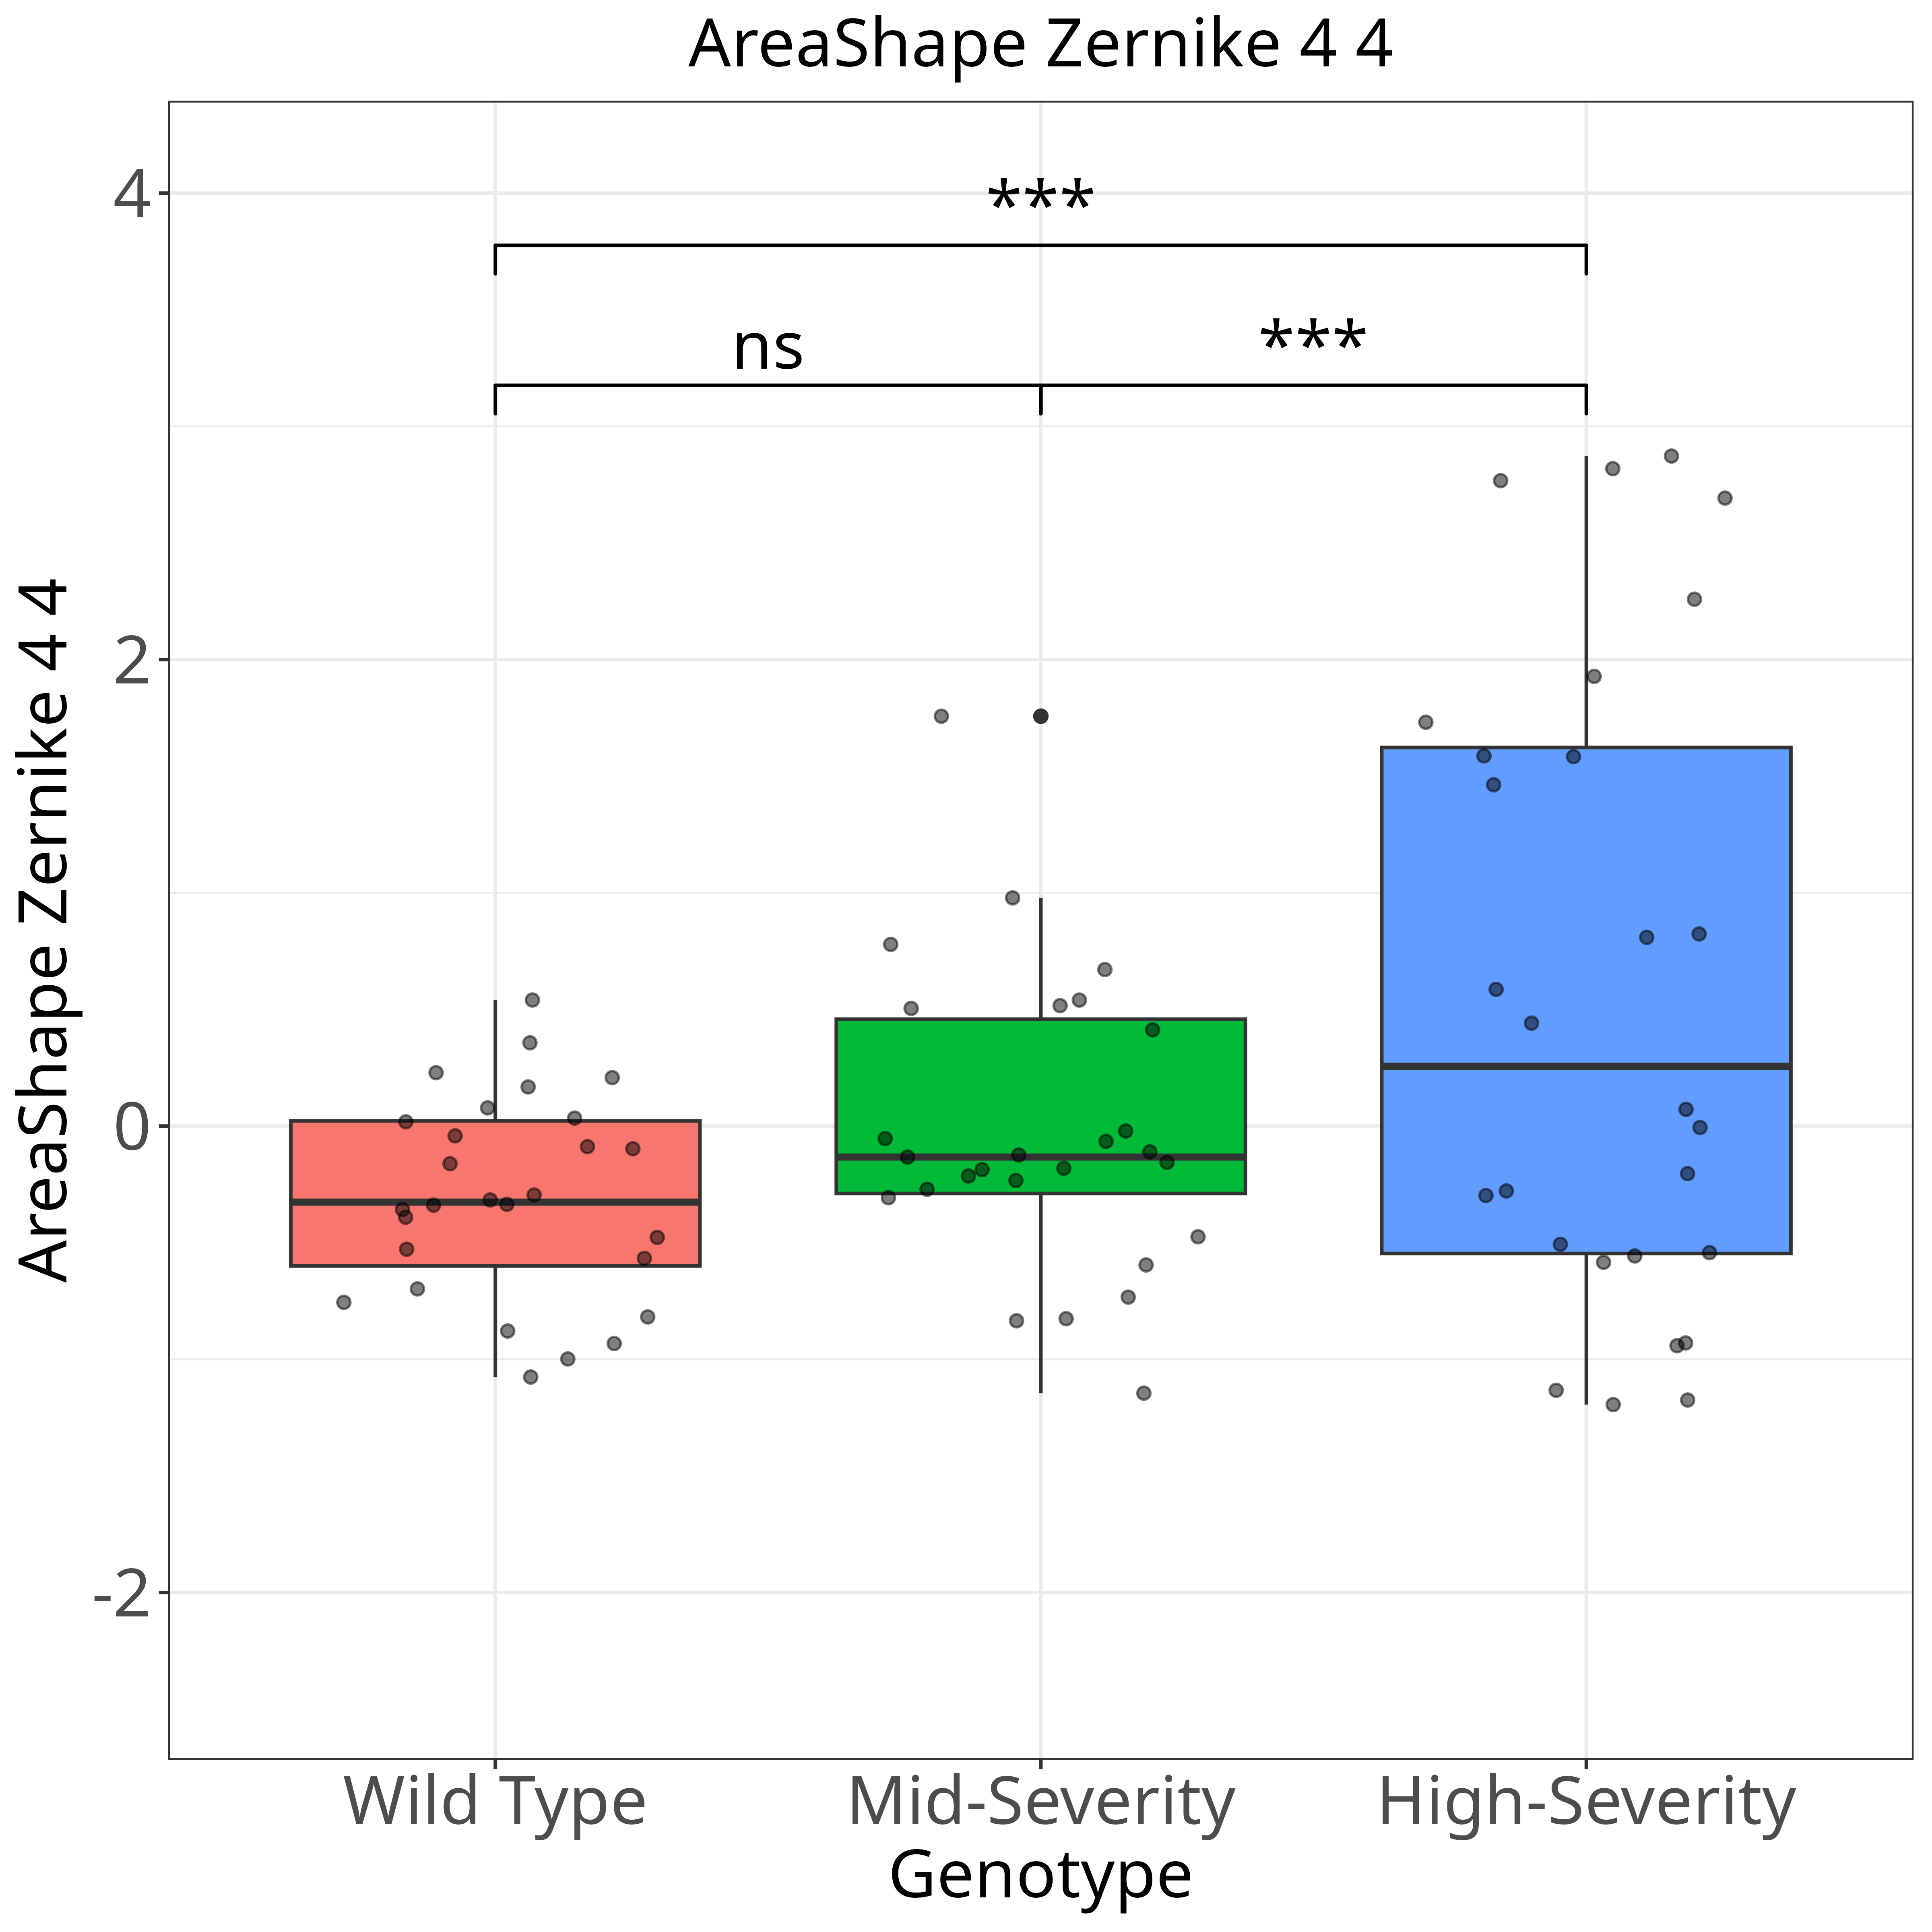 AreaShape Zernike 4 4
AreaShape Zernike 4 4
4
2
0
-2
***
ns
***
Wild Type
Mid-Severity
High-Severity
Genotype